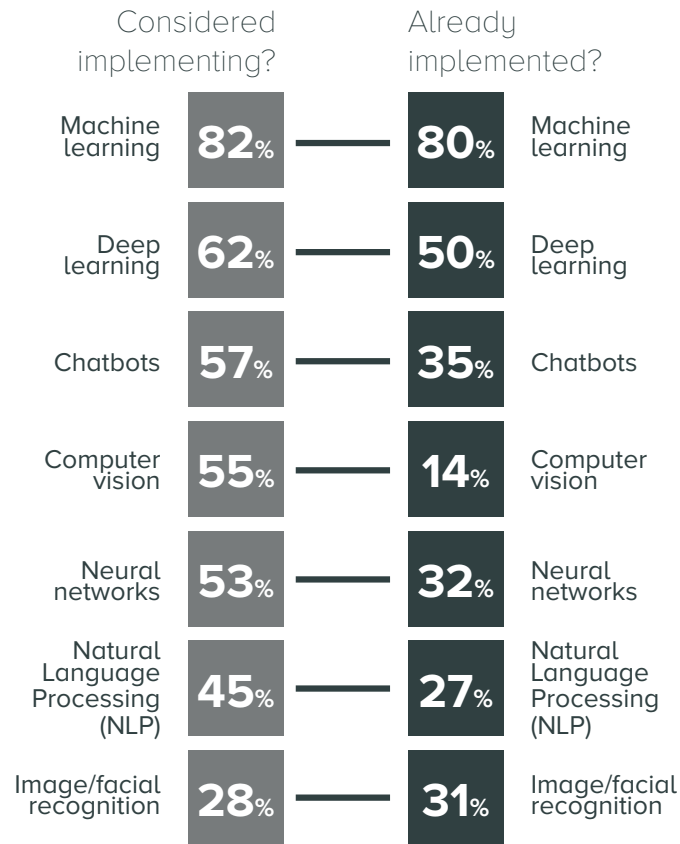 Considered
implementing?
Already
implemented?
Machine
learning
82%
80%
Machine
learning
Deep
learning
62%
50%
Deep
learning
Chatbots
57%
35%
Chatbots
Computer
vision
55%
14%
Computer
vision
Neural
networks
53%
32%
Neural
networks
Natural
Language
Processing
(NLP)
45%
27%
Natural
Language
Processing
(NLP)
Image/facial
recognition
28%
31%
Image/facial
recognition